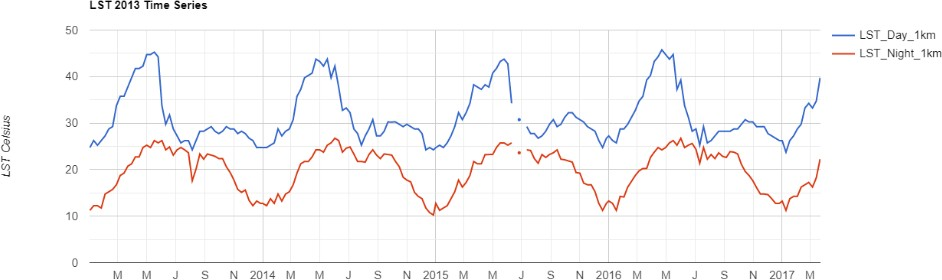 LST 2013 Time Series
LST_Day_1km
LST_Night_1km
LST Celsius
50
40
30
20
10
0
M M J S N 2014 M M J S N 2015 M M J S N 2016 M M J S N 2017 M